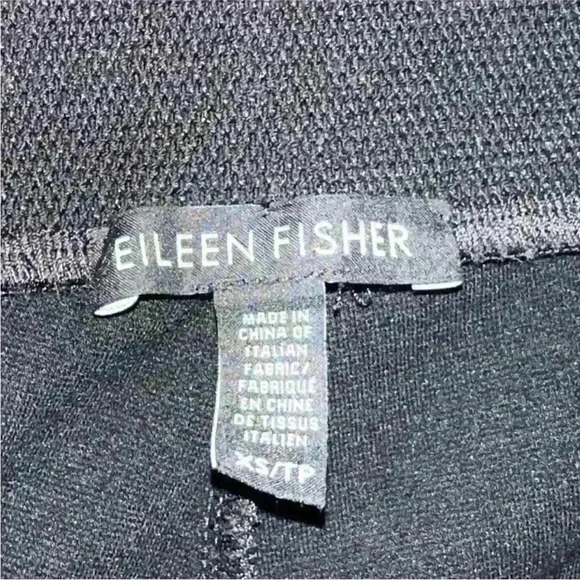 EILEEN FISHER
MADE IN
CHINA OF
ITALIAN
FABRIC/
FABRIQUÉ
EN CHINE
DE TISSUS
ITALIEN
XS/TP